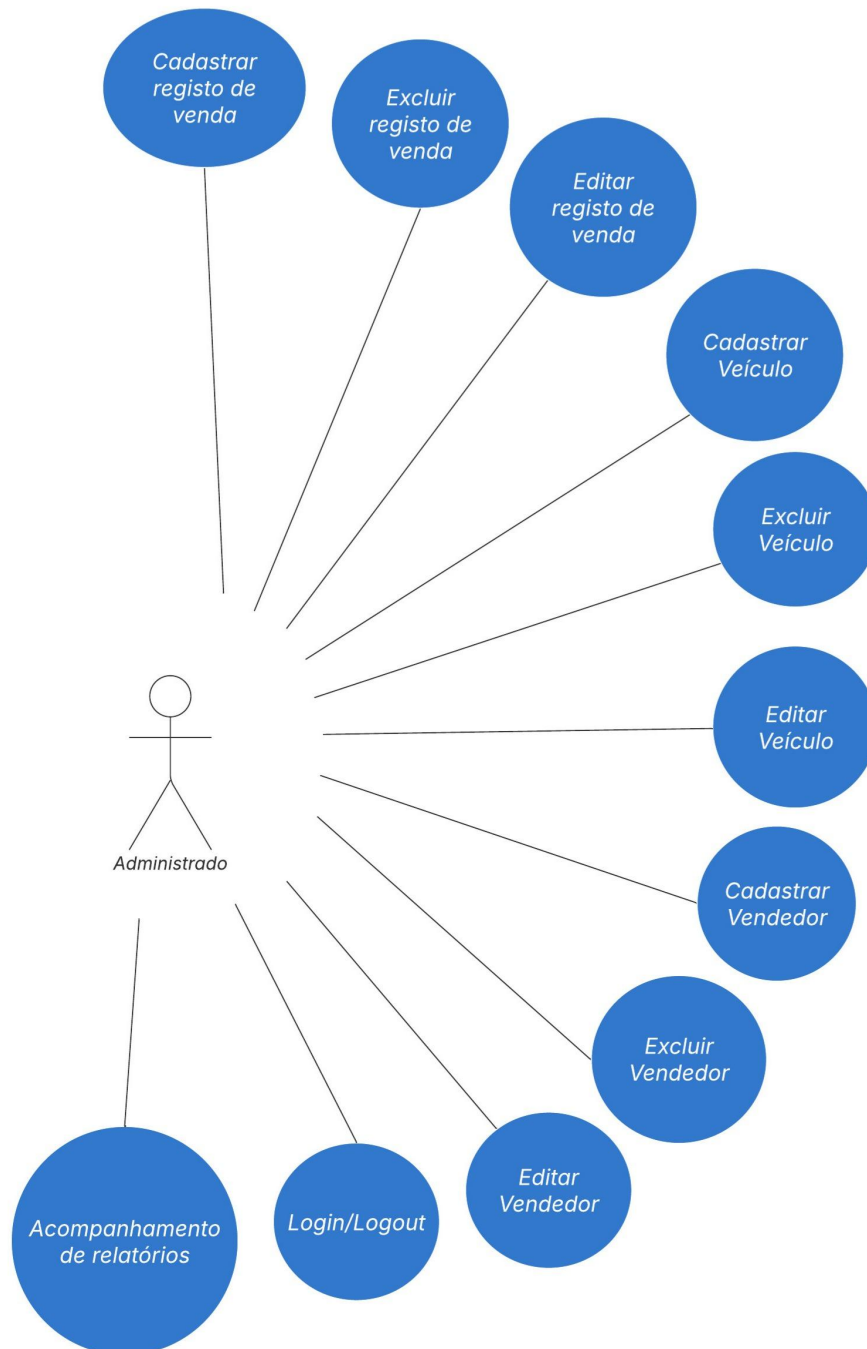 Cadastrar
registo de
venda
Excluir
registo de
venda
Editar
registo de
venda
Cadastrar
Veículo
Excluir
Veículo
Editar
Veículo
Administrado
Cadastrar
Vendedor
Excluir
Vendedor
Editar
Vendedor
Login/Logout
Acompanhamento
de relatórios